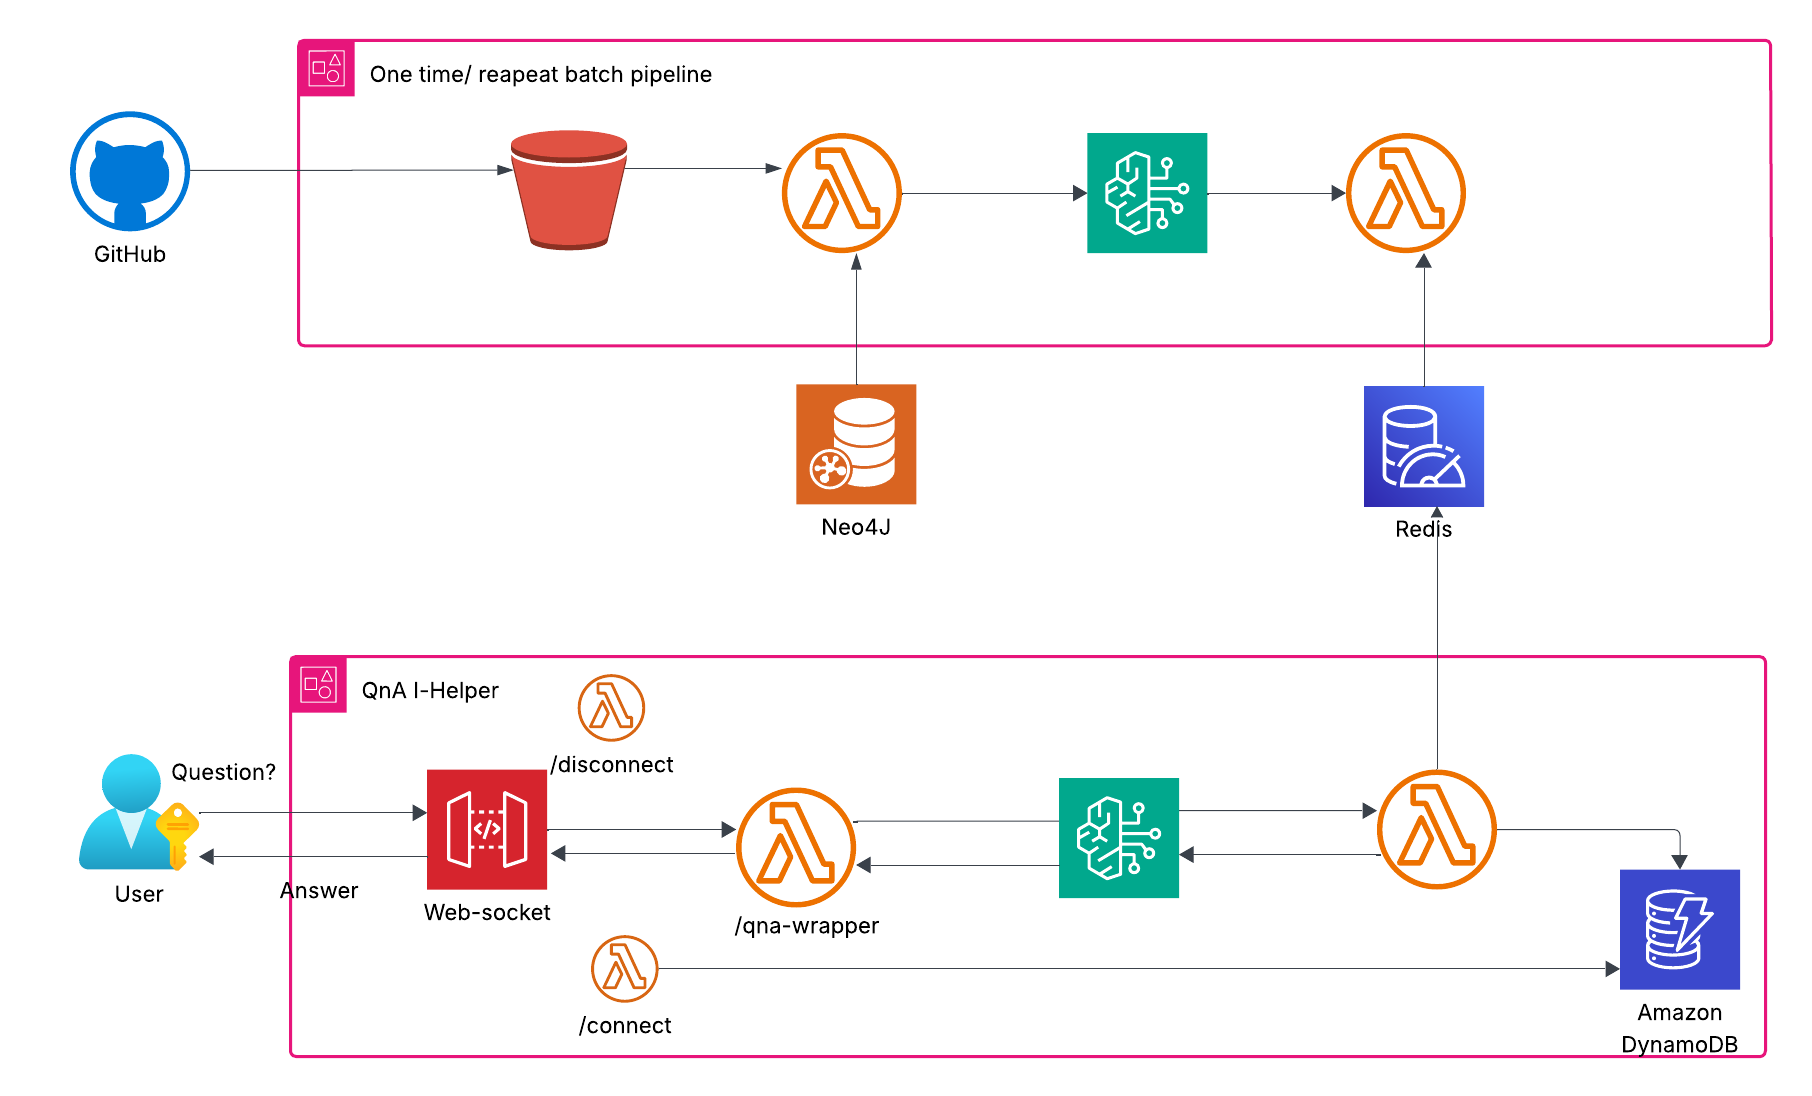 One time/ reapeat batch pipeline
GitHub
Neo4J
Redis
QnA I-Helper
/disconnect
Question?
</>
User
Answer
Web-socket
/qna-wrapper
/connect
Amazon
DynamoDB